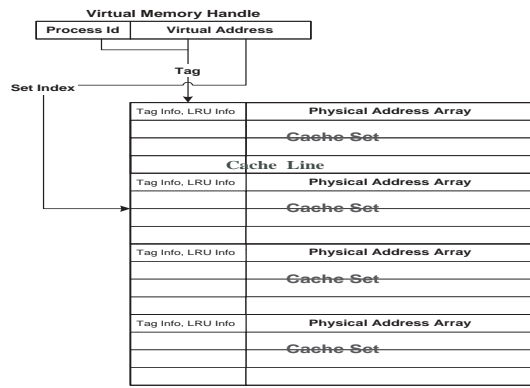 Virtual Memory Handle
Process Id Virtual Address
Tag
Set Index
Tag Info, LRU Info Physical Address Array
Cache Set
Cache Line
Tag Info, LRU Info Physical Address Array
Cache Set
Tag Info, LRU Info Physical Address Array
Cache Set
Tag Info, LRU Info Physical Address Array
Cache Set